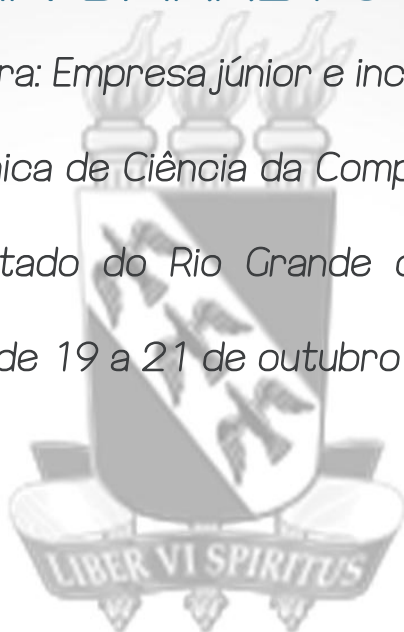 ra: Empresa júnior e inc
ica de Ciência da Comp
tado do Rio Grande
de 19 a 21 de outubro
LIBER VI SPIRITUS